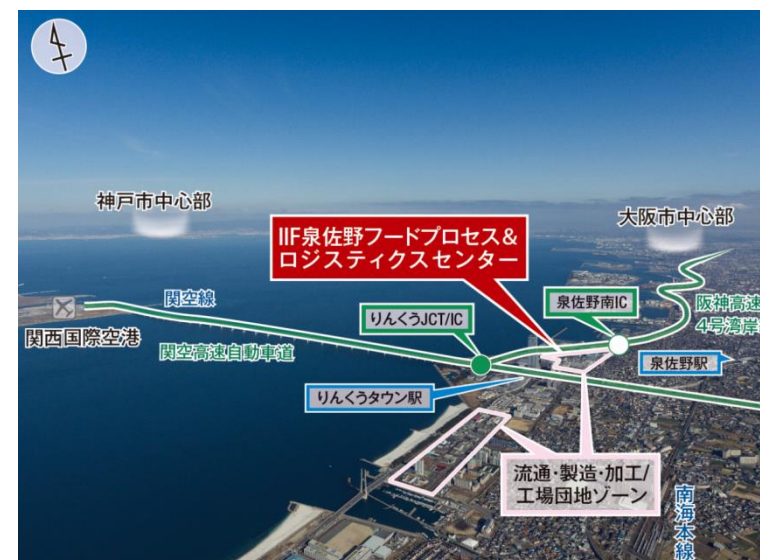 神戸市中心部
大阪市中心部
IIF泉佐野フードプロセス&
ロジスティクスセンター
関空線
関西国際空港
りんくうJCT/IC
泉佐野南IC
阪神高速
4号湾岸
関空高速自動車道
泉佐野駅
りんくうタウン駅
流通・製造・加工/
工場団地ゾーン
南海本線